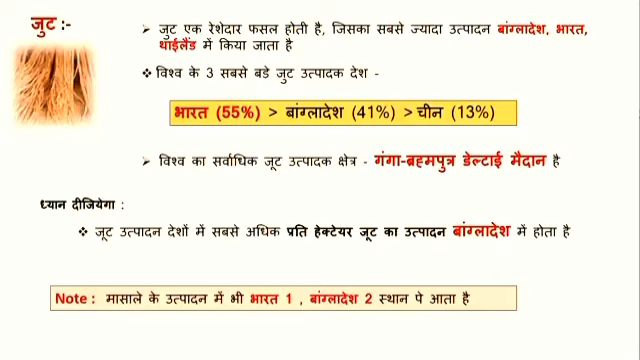 जुट :-
➢ जुट एक रेशेदार फसल होती है, जिसका सबसे ज्यादा उत्पादन बांग्लादेश, भारत,
थाईलैंड में किया जाता है
❖ विश्व के 3 सबसे बडे जुट उत्पादक देश -
भारत (55%) > बांग्लादेश (41%) > चीन (13%)
➢ विश्व का सर्वाधिक जूट उत्पादक क्षेत्र - गंगा-ब्रह्मपुत्र डेल्टाई मैदान है
ध्यान दीजियेगा :
❖ जूट उत्पादन देशों में सबसे अधिक प्रति हेक्टेयर जूट का उत्पादन बांग्लादेश में होता है
Note : मासाले के उत्पादन में भी भारत 1 , बांग्लादेश 2 स्थान पे आता है